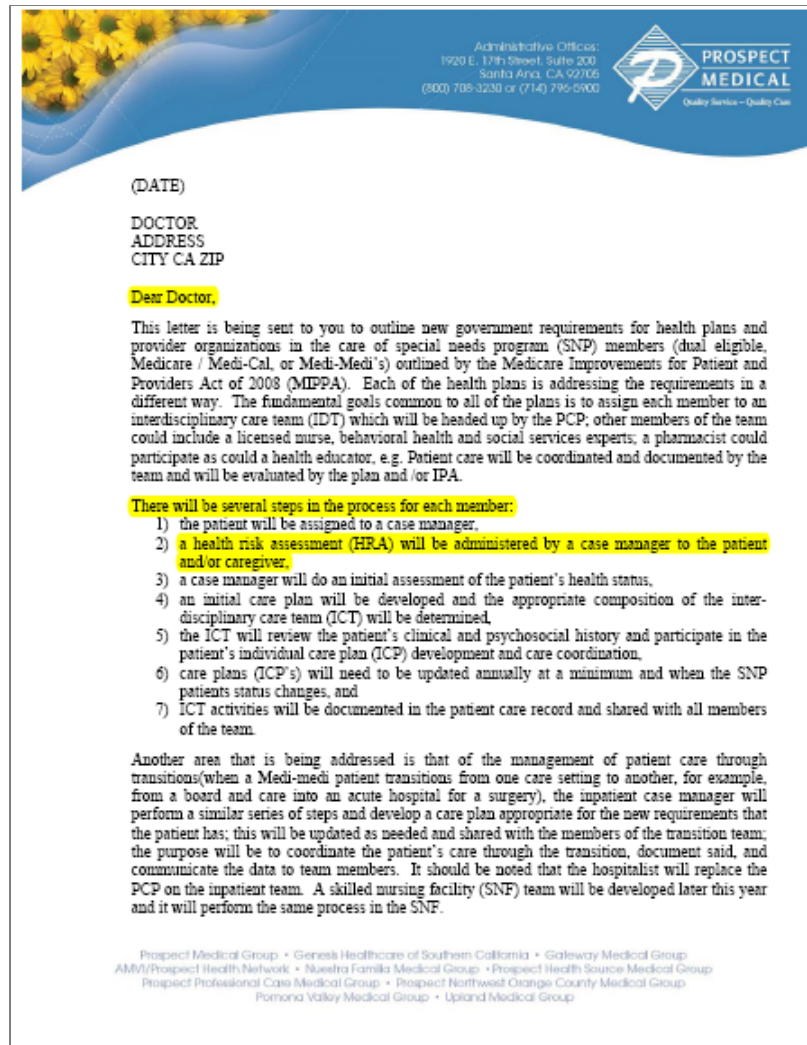 Administrative Offices:
1920 E. 17th Street, Suite 200
Santa Ana, CA 92705
(800) 708-3230 or (714) 796-5900
PROSPECT
MEDICAL
Quality Service – Quality Care
(DATE)
DOCTOR
ADDRESS
CITY CA ZIP
Dear Doctor,
This letter is being sent to you to outline new government requirements for health plans and
provider organizations in the care of special needs program (SNP) members (dual eligible,
Medicare / Medi-Cal, or Medi-Medi's) outlined by the Medicare Improvements for Patient and
Providers Act of 2008 (MIPPA). Each of the health plans is addressing the requirements in a
different way. The fundamental goals common to all of the plans is to assign each member to an
interdisciplinary care team (IDT) which will be headed up by the PCP; other members of the team
could include a licensed nurse, behavioral health and social services experts; a pharmacist could
participate as could a health educator, e.g. Patient care will be coordinated and documented by the
team and will be evaluated by the plan and /or IPA.
There will be several steps in the process for each member:
1) the patient will be assigned to a case manager,
2) a health risk assessment (HRA) will be administered by a case manager to the patient
and/or caregiver,
3) a case manager will do an initial assessment of the patient's health status,
4) an initial care plan will be developed and the appropriate composition of the inter-
disciplinary care team (ICT) will be determined,
5) the ICT will review the patient's clinical and psychosocial history and participate in the
patient's individual care plan (ICP) development and care coordination,
6) care plans (ICP's) will need to be updated annually at a minimum and when the SNP
patients status changes, and
7) ICT activities will be documented in the patient care record and shared with all members
of the team.
Another area that is being addressed is that of the management of patient care through
transitions(when a Medi-medi patient transitions from one care setting to another, for example,
from a board and care into an acute hospital for a surgery), the inpatient case manager will
perform a similar series of steps and develop a care plan appropriate for the new requirements that
the patient has; this will be updated as needed and shared with the members of the transition team;
the purpose will be to coordinate the patient's care through the transition, document said, and
communicate the data to team members. It should be noted that the hospitalist will replace the
PCP on the inpatient team. A skilled nursing facility (SNF) team will be developed later this year
and it will perform the same process in the SNF.
Prospect Medical Group • Genesis Healthcare of Southern California • Gateway Medical Group
AMVI/Prospect Health Network • Nuestra Familia Medical Group • Prospect Health Source Medical Group
Prospect Professional Care Medical Group • Prospect Northwest Orange County Medical Group
Pomona Valley Medical Group • Upland Medical Group